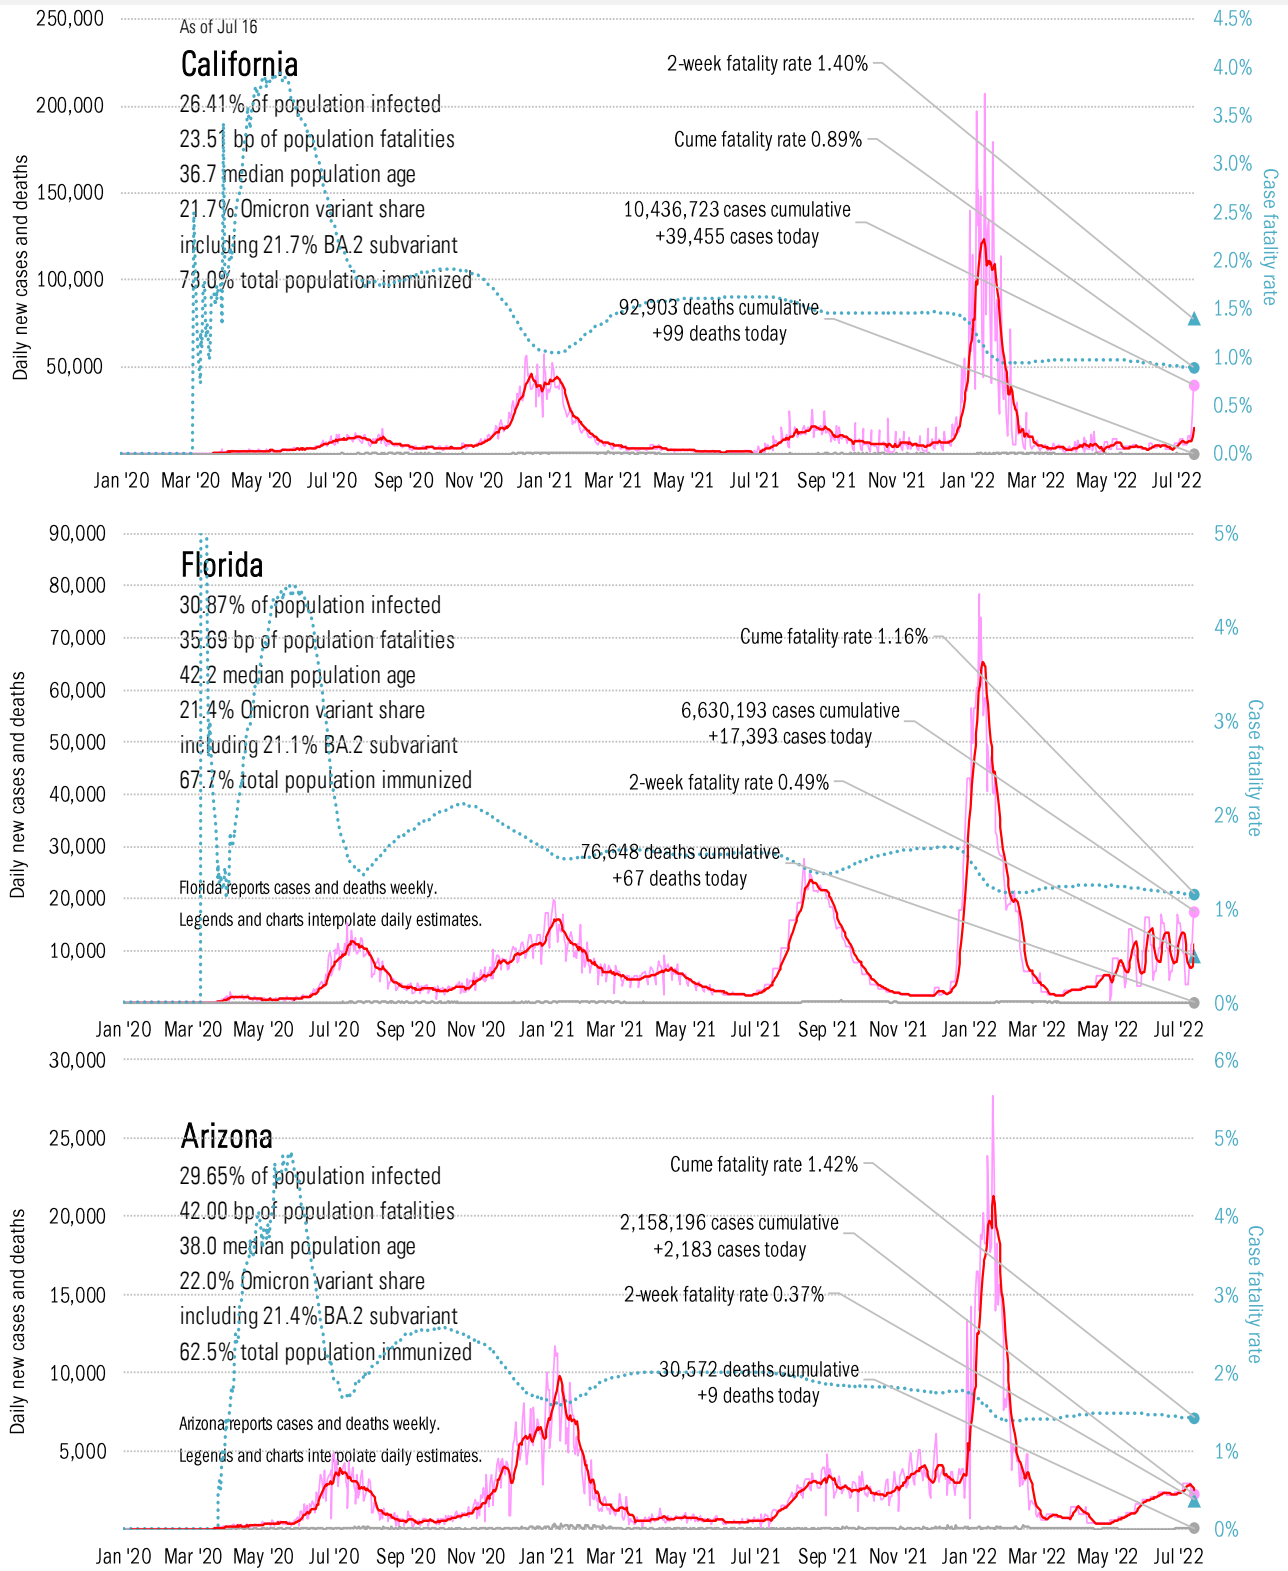 250,000
As of Jul 16
4.5%
California
2-week fatality rate 1.40%
4.0%
200,000
26.41% of population infected
3.5%
23.51 bp of population fatalities
Cume fatality rate 0.89%
3.0%
36.7 median population age
150,000
21.7% Omicron variant share
10,436,723 cases cumulative
2.5%
+39,455 cases today
including 21.7% BA.2 subvariant
2.0%
100,000
73.0% total population immunized
92,903 deaths cumulative
1.5%
+99 deaths today
1.0%
50,000
0.5%
0.0%
Daily new cases and deaths
Case fatality rate
Jan '20 Mar '20 May '20 Jul '20 Sep '20 Nov '20 Jan '21 Mar '21 May '21 Jul '21 Sep '21 Nov '21 Jan '22 Mar '22 May '22 Jul '22
90,000
5%
Florida
80,000
30.87% of population infected
4%
70,000
35.69 bp of population fatalities
Cume fatality rate 1.16%
42.2 median population age
60,000
21.4% Omicron variant share
6,630,193 cases cumulative
3%
+17,393 cases today
50,000
including 21.1% BA.2 subvariant
67.7% total population immunized
2-week fatality rate 0.49%
40,000
2%
30,000
76,648 deaths cumulative
+67 deaths today
Florida reports cases and deaths weekly.
20,000
1%
Legends and charts interpolate daily estimates.
10,000
0%
Daily new cases and deaths
Case fatality rate
Jan '20 Mar '20 May '20 Jul '20 Sep '20 Nov '20 Jan '21 Mar '21 May '21 Jul '21 Sep '21 Nov '21 Jan '22 Mar '22 May '22 Jul '22
30,000
6%
Arizona
25,000
5%
Cume fatality rate 1.42%
29.65% of population infected
42.00 bp of population fatalities
20,000
4%
2,158,196 cases cumulative
+2,183 cases today
38.0 median population age
22.0% Omicron variant share
15,000
2-week fatality rate 0.37%
3%
including 21.4% BA.2 subvariant
62.5% total population immunized
10,000
30,572 deaths cumulative
2%
+9 deaths today
Arizona reports cases and deaths weekly.
5,000
1%
Legends and charts interpolate daily estimates.
0%
Daily new cases and deaths
Case fatality rate
Jan '20 Mar '20 May '20 Jul '20 Sep '20 Nov '20 Jan '21 Mar '21 May '21 Jul '21 Sep '21 Nov '21 Jan '22 Mar '22 May '22 Jul '22